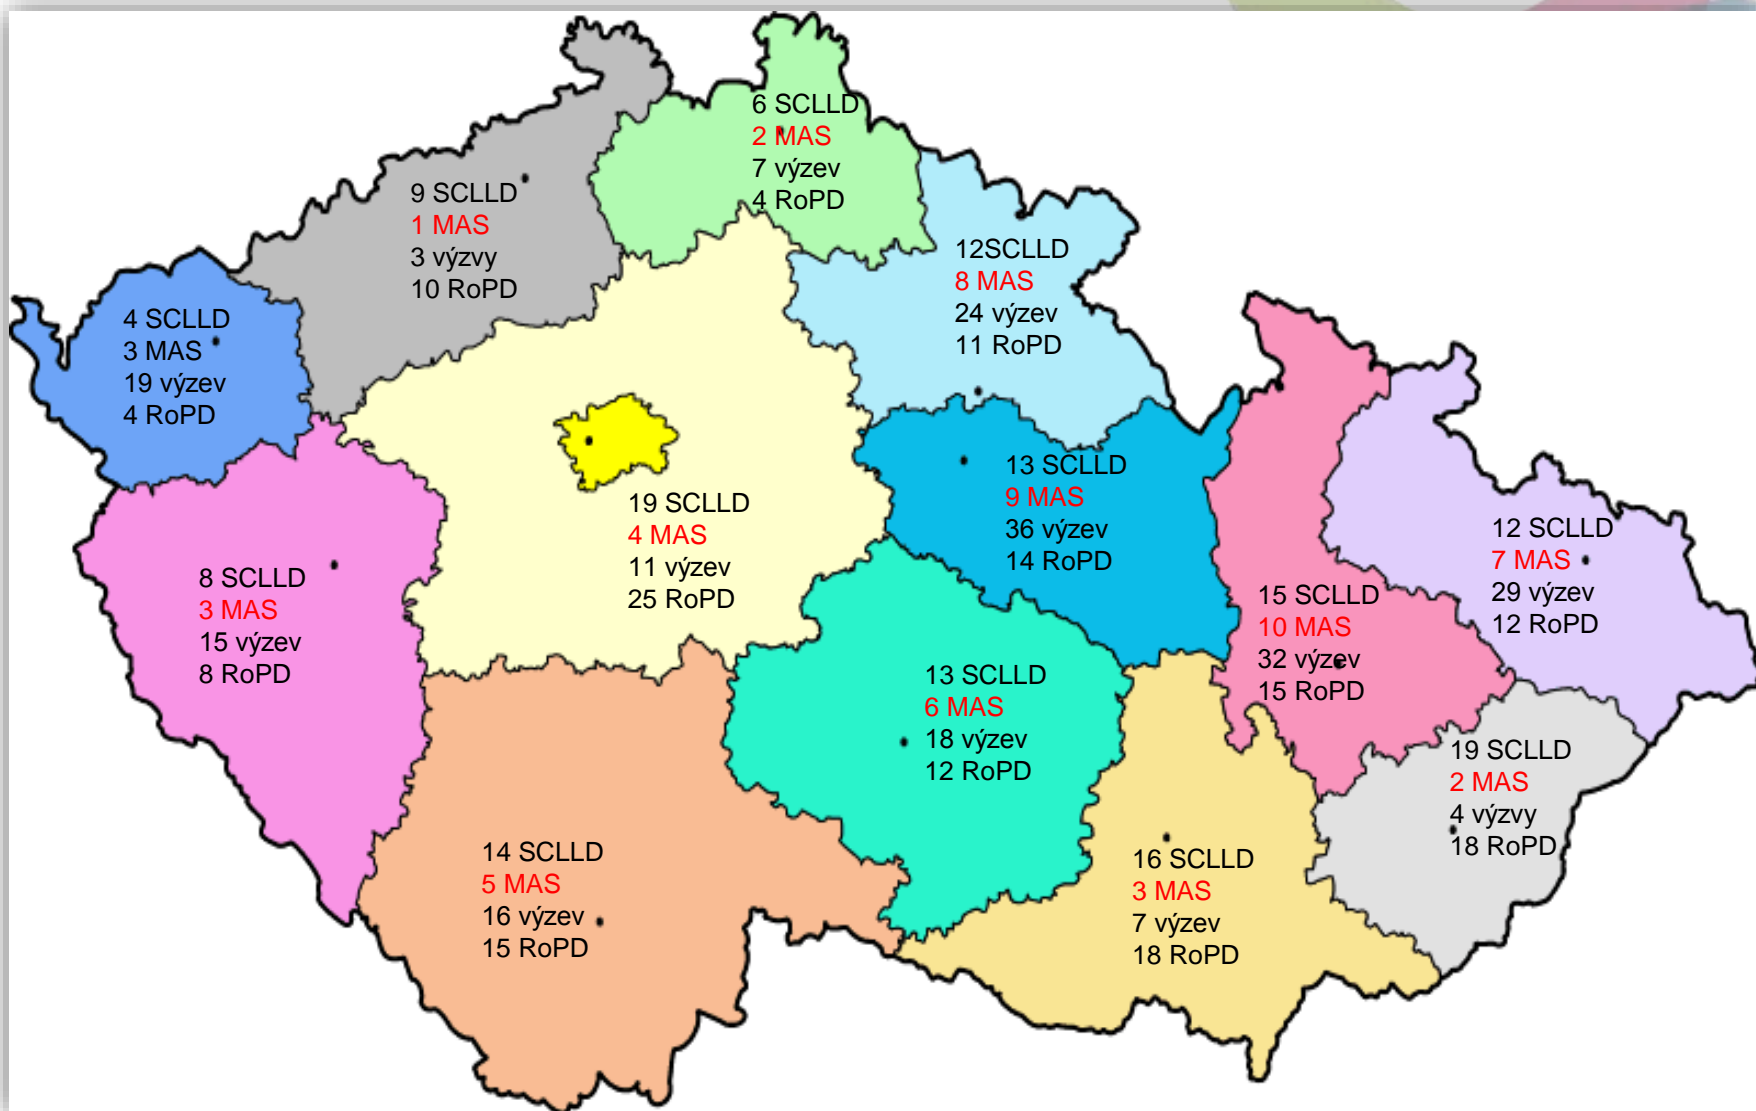 6 SCLLD
2 MAS
7 výzev
4 RoPD
9 SCLLD
1 MAS
3 výzvy
10 RoPD
12SCLLD
8 MAS
24 výzev
11 RoPD
4 SCLLD
3 MAS
19 výzev
4 RoPD
13 SCLLD
9 MAS
36 výzev
14 RoPD
19 SCLLD
4 MAS
11 výzev
25 RoPD
12 SCLLD
7 MAS
29 výzev
12 RoPD
8 SCLLD
3 MAS
15 výzev
8 RoPD
15 SCLLD
10 MAS
32 výzev
15 RoPD
13 SCLLD
6 MAS
18 výzev
12 RoPD
19 SCLLD
2 MAS
4 výzvy
18 RoPD
14 SCLLD
5 MAS
16 výzev
15 RoPD
16 SCLLD
3 MAS
7 výzev
18 RoPD